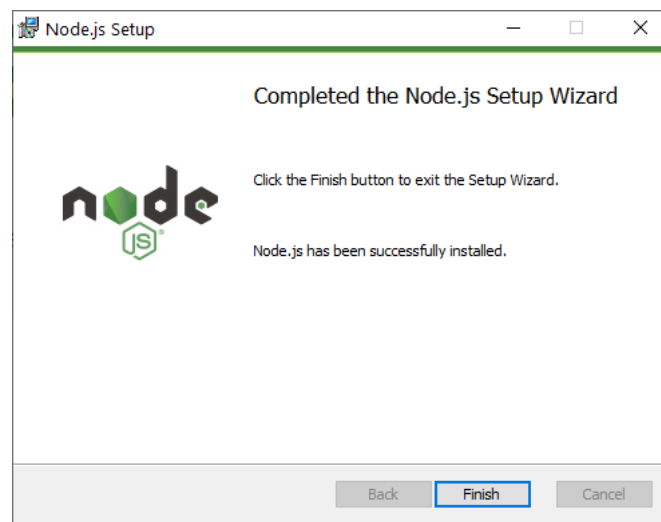 Node.js Setup
Completed the Node.js Setup Wizard
Click the Finish button to exit the Setup Wizard.
node
JS
Node.js has been successfully installed.
Back
Finish
Cancel